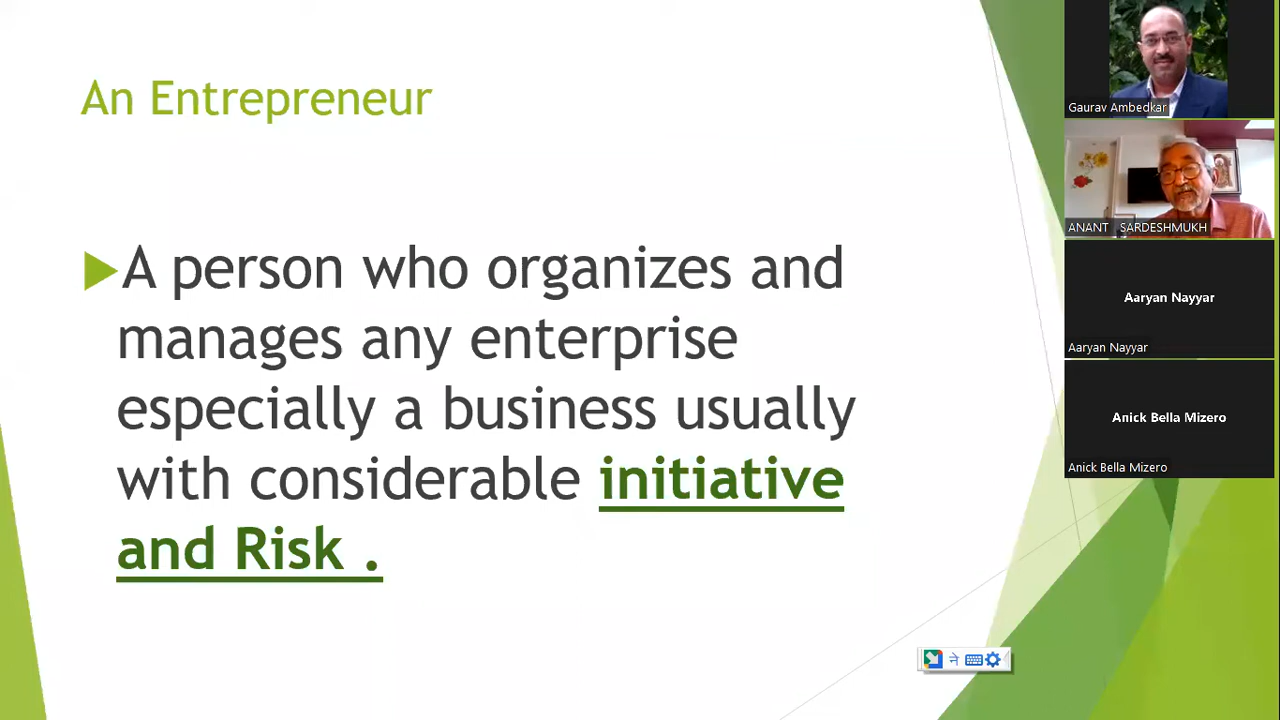 An Entrepreneur
A person who organizes and
manages any enterprise
especially a business usually
with considerable initiative
and Risk .
Gaurav Ambedkar
ANANT SARDESHMUKH
Aaryan Nayyar
Aaryan Nayyar
Anick Bella Mizero
Anick Bella Mizero
ने